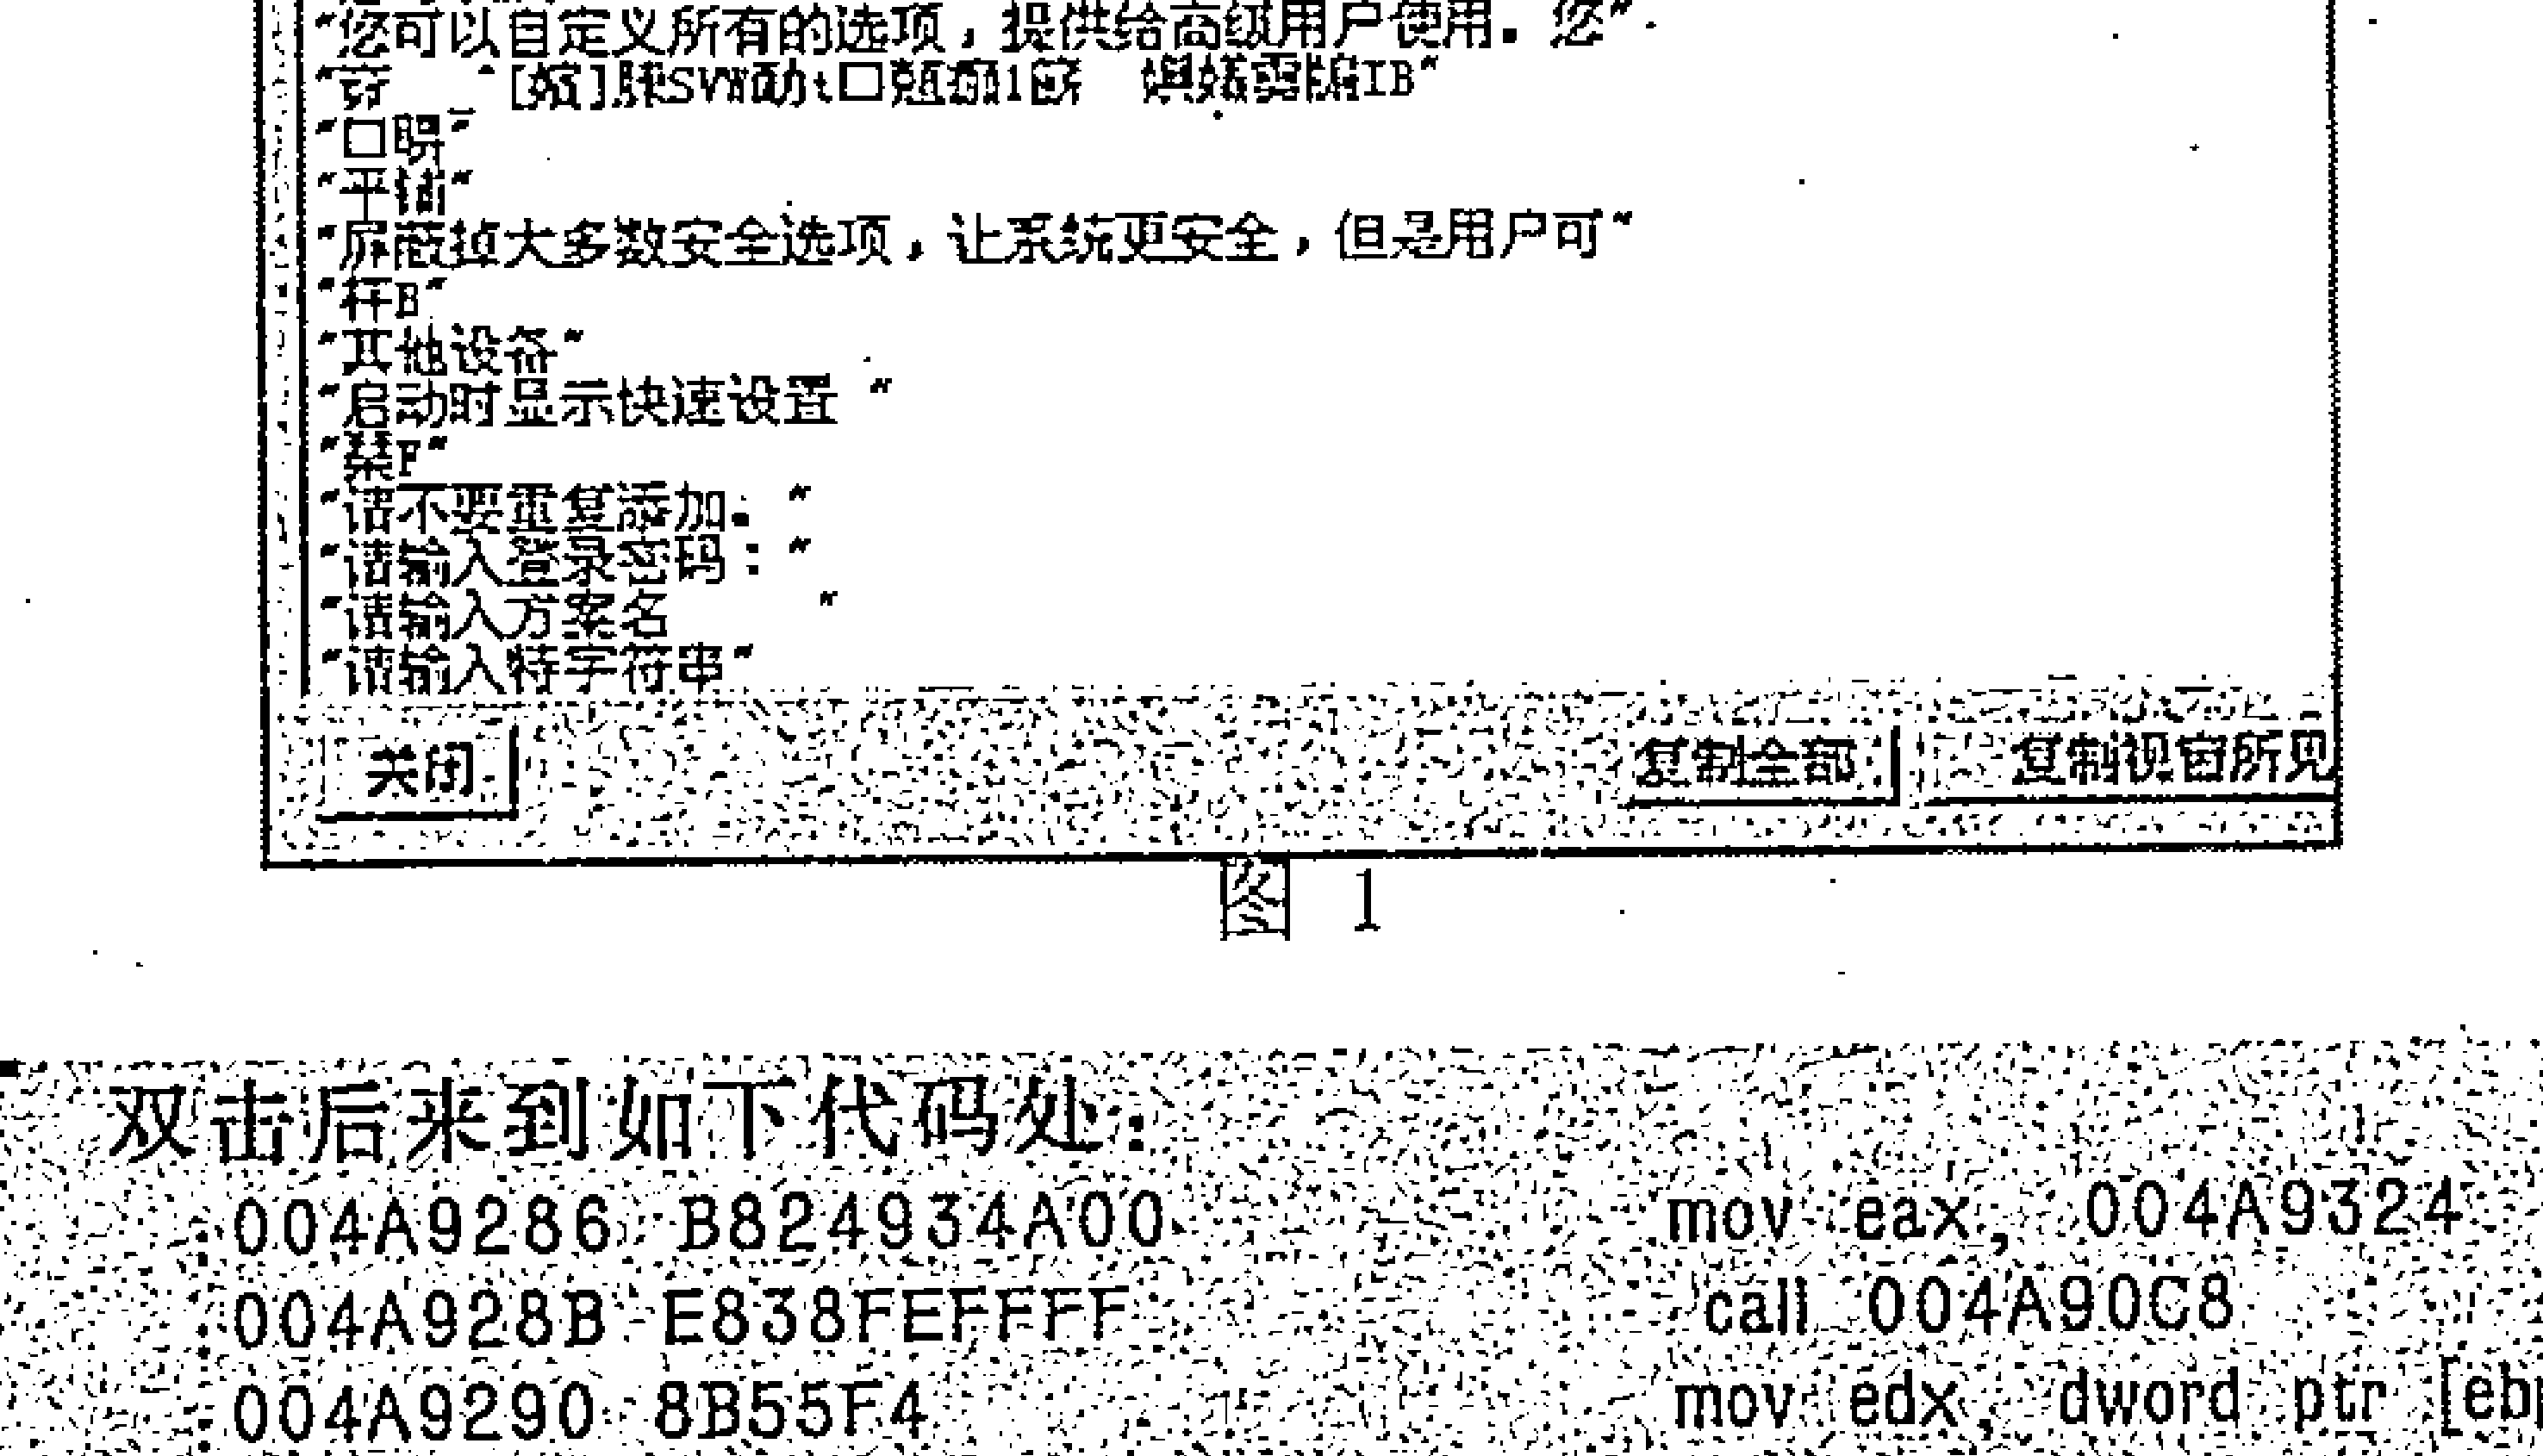 "您可以自定义所有的选项，提供给高级用户使用。您"
SVW
IB"
"屏蔽掉大多数安全选项，让系统更安全，但是用户可"
"其他设备"
"启动时显示快速设置 "
"请不要重复添加。 "
"请输入登录密码："
"请输入方案名 "
"请输入特字符串"
关闭 复制全部 复制视窗所见
图 1
双击后来到如下代码处：
:004A9286 B824934A00 mov eax, 004A9324
:004A928B E838FEFFFF call 004A90C8
:004A9290 8B55F4 mov edx, dword ptr [ebp